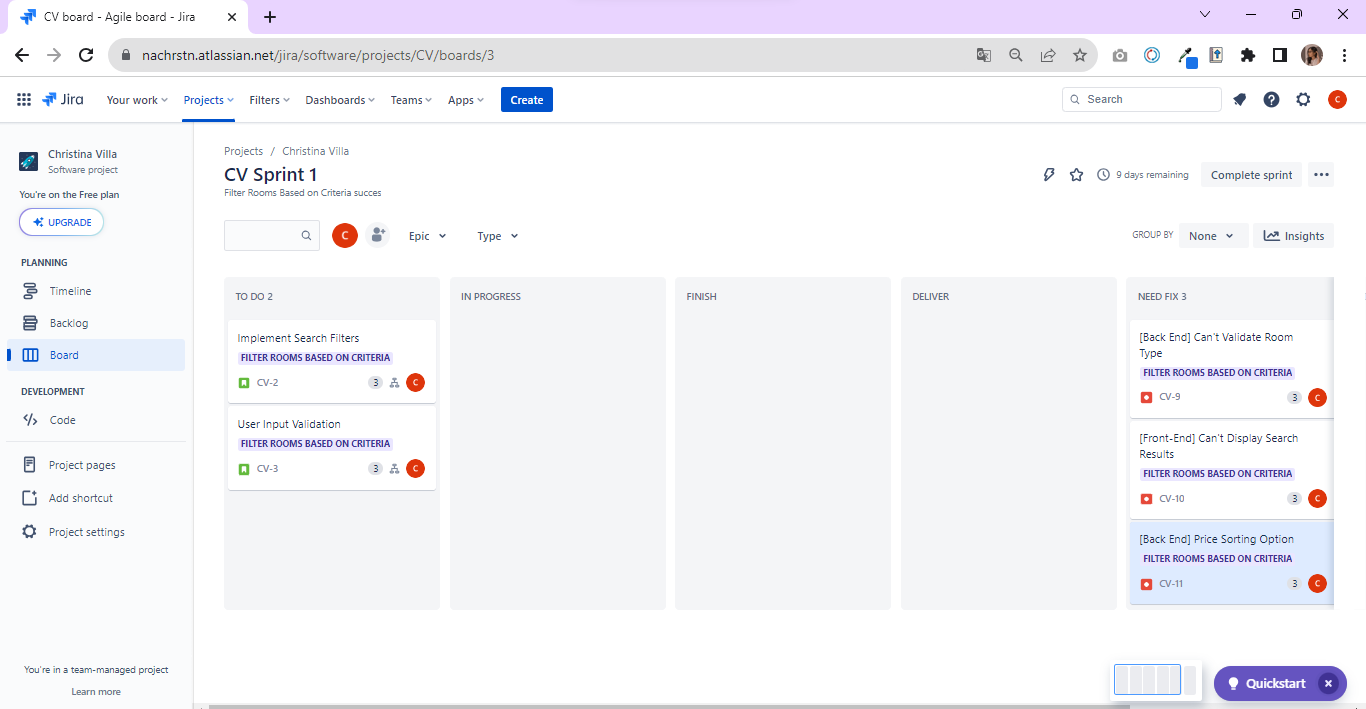 CV board - Agile board - Jira
nachrstn.atlassian.net/jira/software/projects/CV/boards/3
Jira Your work Projects Filters Dashboards Teams Apps Create Search C
Christina Villa
Software project
You're on the Free plan
UPGRADE
PLANNING
Timeline
Backlog
Board
DEVELOPMENT
Code
Project pages
Add shortcut
Project settings
You're in a team-managed project
Learn more
Projects / Christina Villa
CV Sprint 1
Filter Rooms Based on Criteria succes
9 days remaining Complete sprint
C Epic Type GROUP BY None Insights
TO DO 2
Implement Search Filters
FILTER ROOMS BASED ON CRITERIA
CV-2 3 C
User Input Validation
FILTER ROOMS BASED ON CRITERIA
CV-3 3 C
IN PROGRESS
FINISH
DELIVER
NEED FIX 3
[Back End] Can't Validate Room
Type
FILTER ROOMS BASED ON CRITERIA
CV-9 3 C
[Front-End] Can't Display Search
Results
FILTER ROOMS BASED ON CRITERIA
CV-10 3 C
[Back End] Price Sorting Option
FILTER ROOMS BASED ON CRITERIA
CV-11 3 C
Quickstart